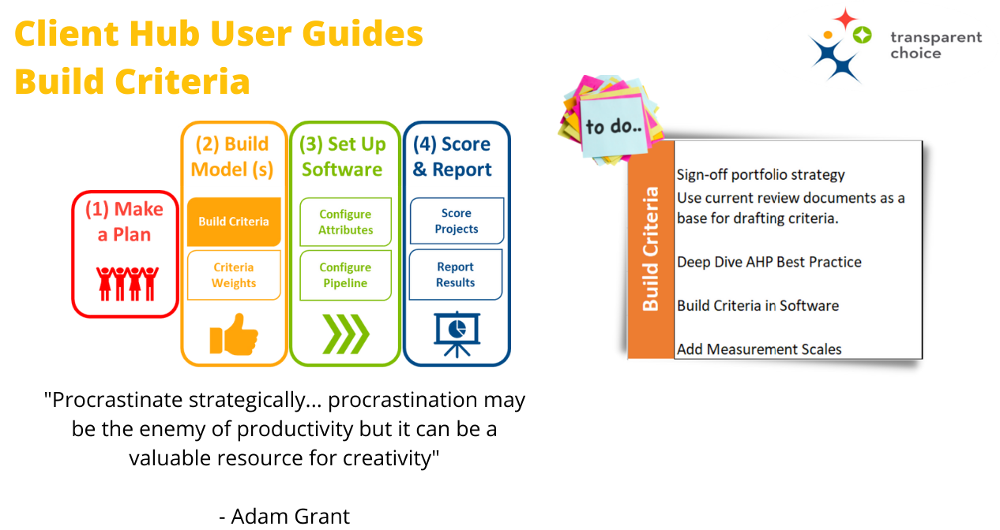 Client Hub User Guides
Build Criteria
transparent
choice
to do..
(1) Make
a Plan
(2) Build
Model (s)
Build Criteria
Criteria
Weights
(3) Set Up
Software
Configure
Attributes
Configure
Pipeline
(4) Score
& Report
Score
Projects
Report
Results
Build Criteria
Sign-off portfolio strategy
Use current review documents as a
base for drafting criteria.
Deep Dive AHP Best Practice
Build Criteria in Software
Add Measurement Scales
"Procrastinate strategically... procrastination may
be the enemy of productivity but it can be a
valuable resource for creativity"
- Adam Grant